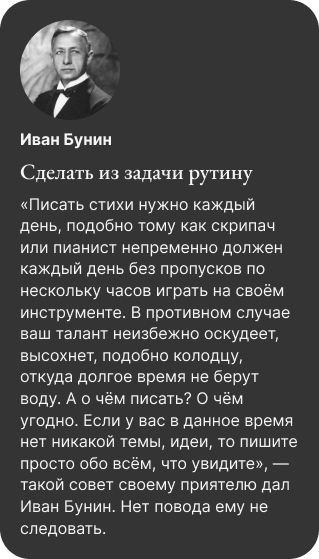 Иван Бунин
Сделать из задачи рутину
«Писать стихи нужно каждый
день, подобно тому как скрипач
или пианист непременно должен
каждый день без пропусков по
нескольку часов играть на своём
инструменте. В противном случае
ваш талант неизбежно оскудеет,
высохнет, подобно колодцу,
откуда долгое время не берут
воду. А о чём писать? О чём
угодно. Если у вас в данное время
нет никакой темы, идеи, то пишите
просто обо всём, что увидите», —
такой совет своему приятелю дал
Иван Бунин. Нет повода ему не
следовать.